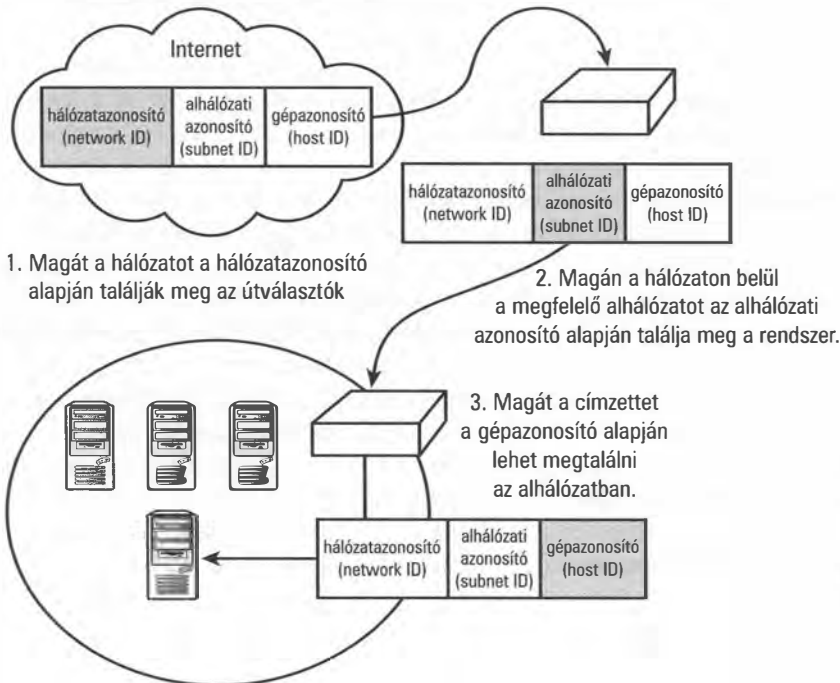 Internet
hálózatazonosító
(network ID)
alhálózati
azonosító
(subnet ID)
gépazonosító
(host ID)
hálózatazonosító
(network ID)
alhálózati
azonosító
(subnet ID)
gépazonosító
(host ID)
1. Magát a hálózatot a hálózatazonosító
alapján találják meg az útválasztók
2. Magán a hálózaton belül
a megfelelő alhálózatot az alhálózati
azonosító alapján találja meg a rendszer.
3. Magát a címzettet
a gépazonosító alapján
lehet megtalálni
az alhálózatban.
hálózatazonosító
(network ID)
alhálózati
azonosító
(subnet ID)
gépazonosító
(host ID)